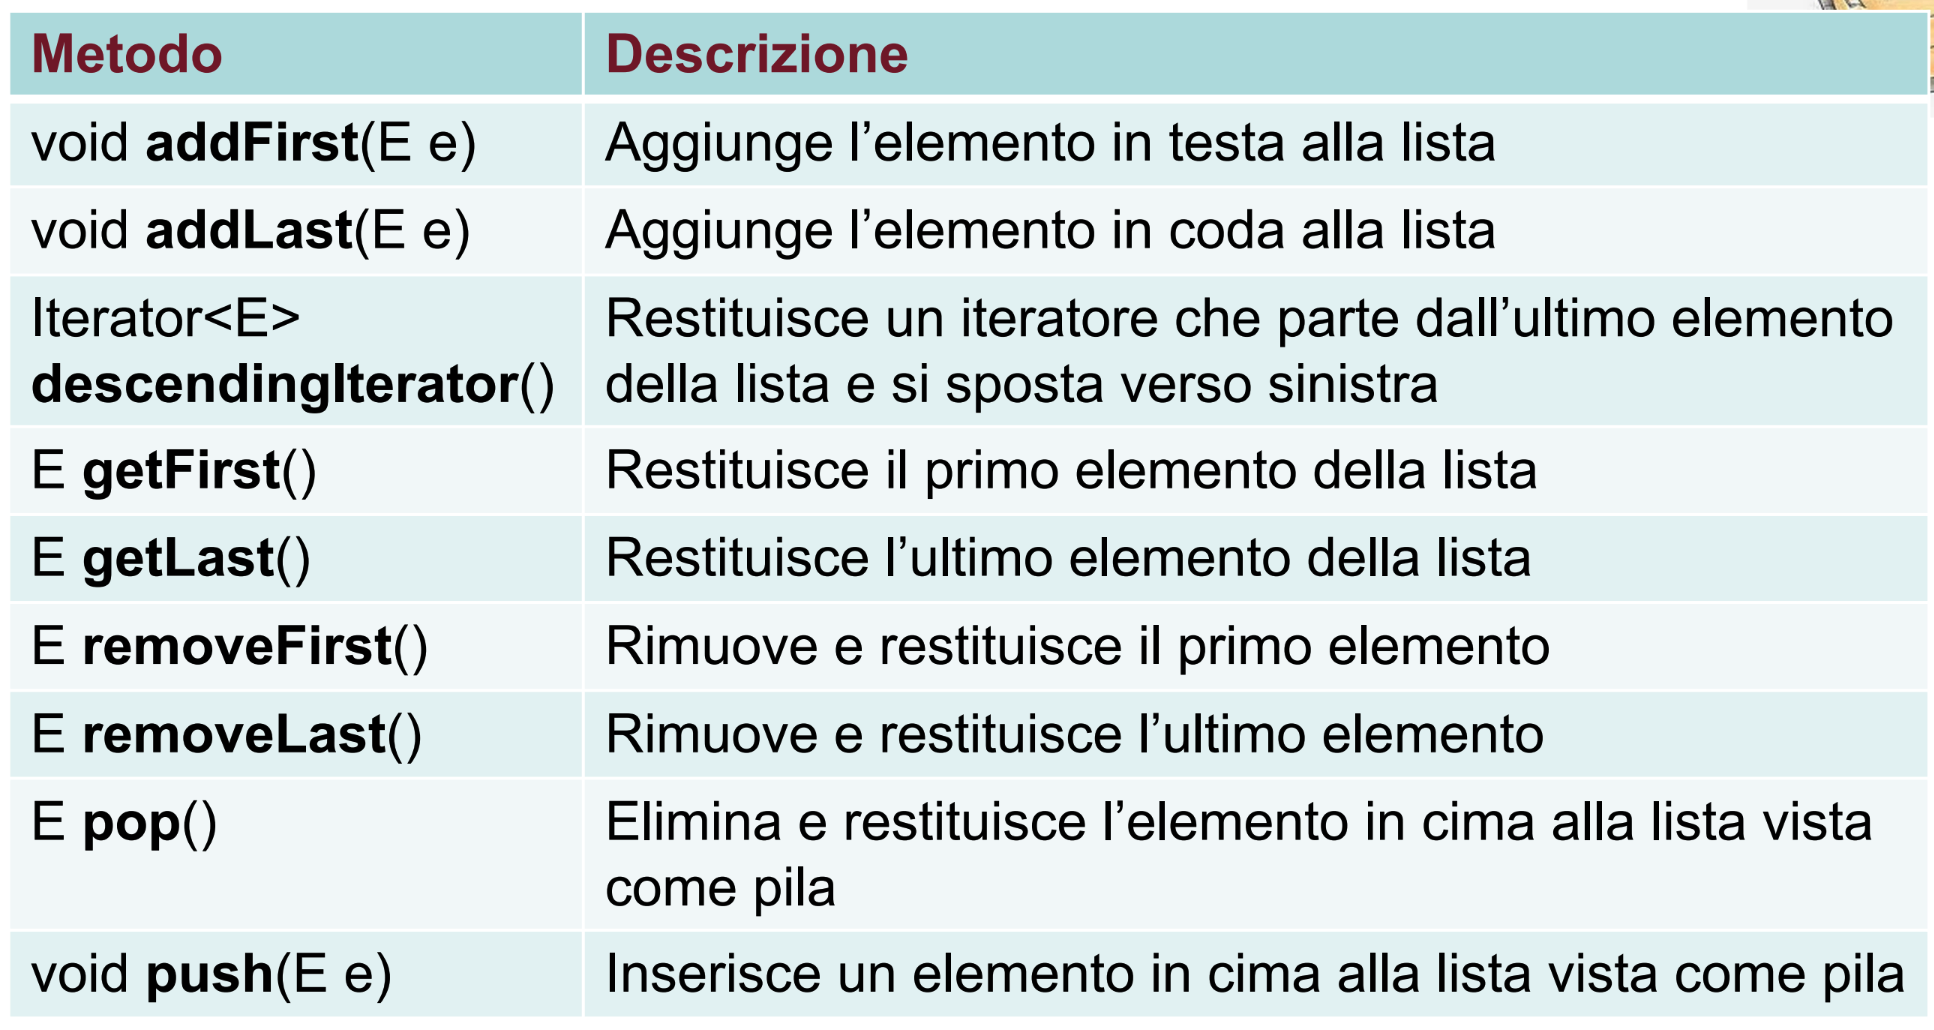 Metodo Descrizione
void addFirst(E e) Aggiunge l’elemento in testa alla lista
void addLast(E e) Aggiunge l’elemento in coda alla lista
Iterator<E> Restituisce un iteratore che parte dall’ultimo elemento
descendingIterator() della lista e si sposta verso sinistra
E getFirst() Restituisce il primo elemento della lista
E getLast() Restituisce l’ultimo elemento della lista
E removeFirst() Rimuove e restituisce il primo elemento
E removeLast() Rimuove e restituisce l’ultimo elemento
E pop() Elimina e restituisce l’elemento in cima alla lista vista
come pila
void push(E e) Inserisce un elemento in cima alla lista vista come pila